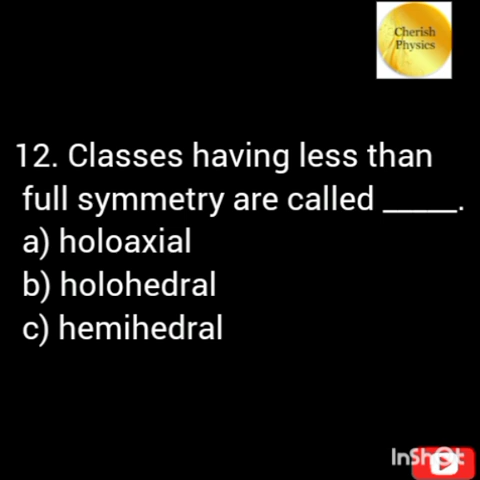 Cherish
Physics
12. Classes having less than
full symmetry are called _____.
a) holoaxial
b) holohedral
c) hemihedral
InShOt